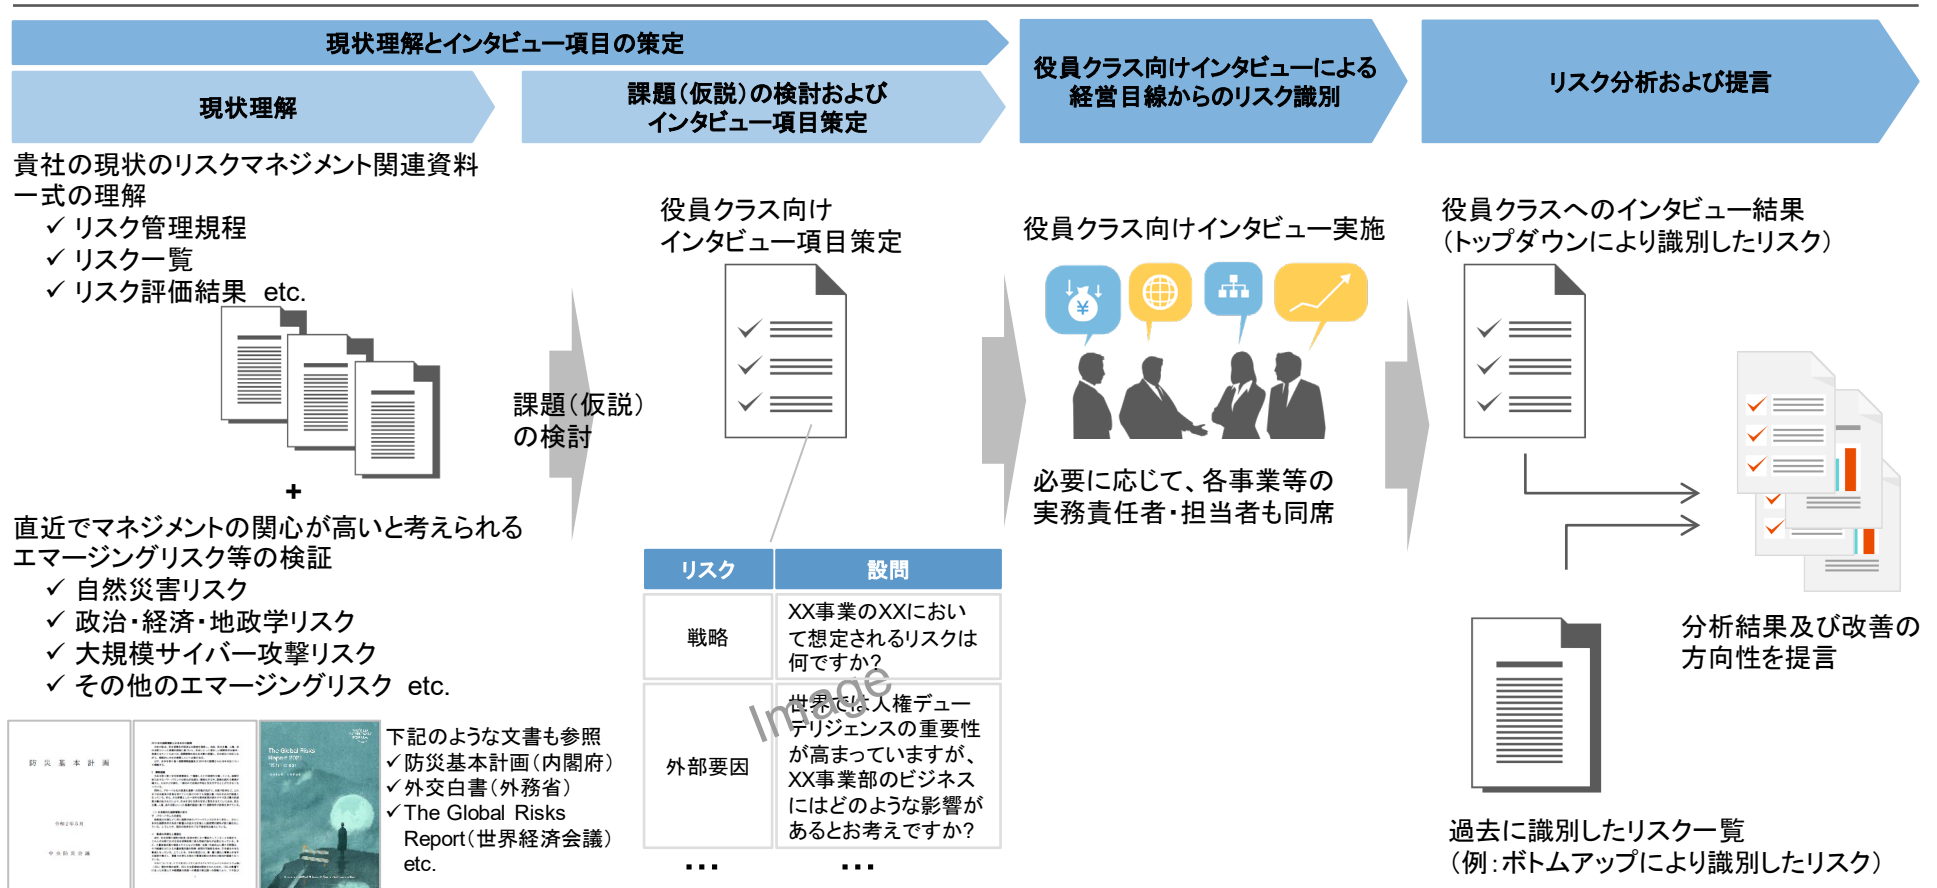 現状理解とインタビュー項目の策定
現状理解
課題(仮説)の検討および
インタビュー項目策定
役員クラス向けインタビューによる
経営目線からのリスク識別
リスク分析および提言
貴社の現状のリスクマネジメント関連資料
一式の理解
✓ リスク管理規程
✓ リスク一覧
✓ リスク評価結果 etc.
+
直近でマネジメントの関心が高いと考えられる
エマージングリスク等の検証
✓ 自然災害リスク
✓ 政治・経済・地政学リスク
✓ 大規模サイバー攻撃リスク
✓ その他のエマージングリスク etc.
防災基本計画
令和2年5月
中央防災会議
The Global Risks
Report 2021
下記のような文書も参照
✓防災基本計画(内閣府)
✓外交白書(外務省)
✓The Global Risks
Report(世界経済会議)
etc.
課題(仮説)
の検討
役員クラス向け
インタビュー項目策定
リスク
設問
戦略
XX事業のXXにおい
て想定されるリスクは
何ですか?
外部要因
世界では人権デュー
デリジェンスの重要性
が高まっていますが、
XX事業部のビジネス
にはどのような影響が
あるとお考えですか?
…
…
Image
役員クラス向けインタビュー実施
¥
必要に応じて、各事業等の
実務責任者・担当者も同席
役員クラスへのインタビュー結果
(トップダウンにより識別したリスク)
分析結果及び改善の
方向性を提言
過去に識別したリスク一覧
(例:ボトムアップにより識別したリスク)